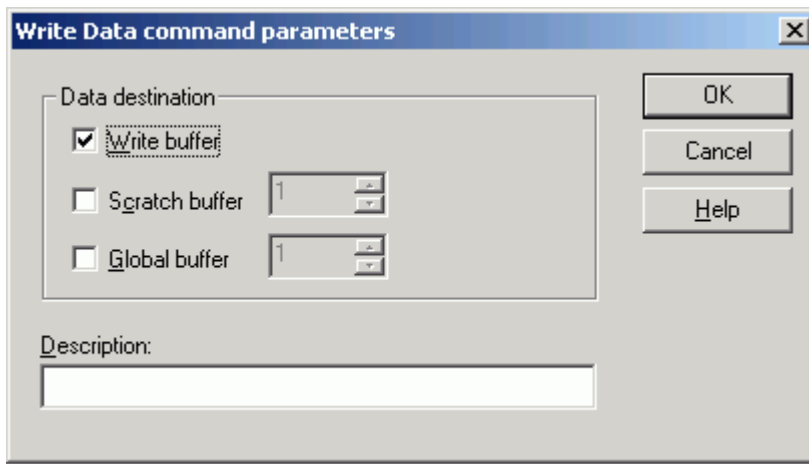 Write Data command parameters
Data destination
Write buffer
Scratch buffer 1
Global buffer 1
OK
Cancel
Help
Description: